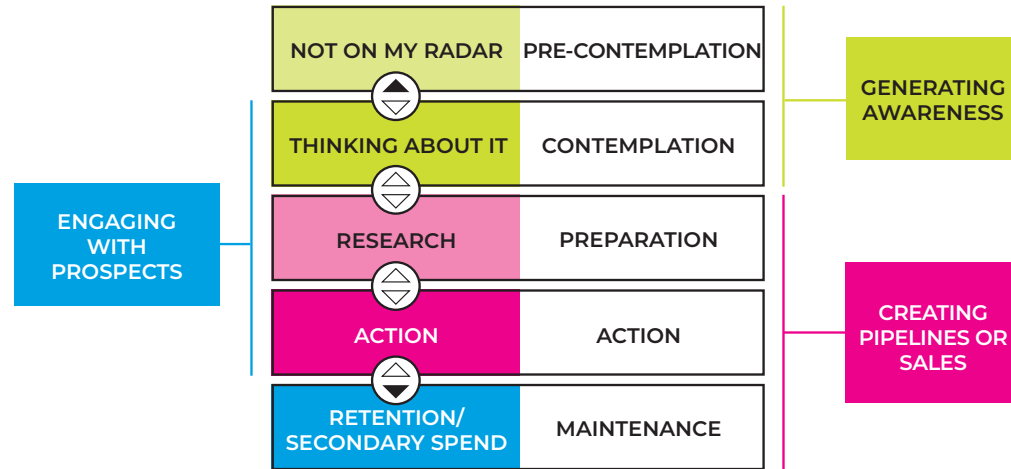 NOT ON MY RADAR
PRE-CONTEMPLATION
GENERATING
AWARENESS
THINKING ABOUT IT
CONTEMPLATION
ENGAGING
WITH
PROSPECTS
RESEARCH
PREPARATION
ACTION
ACTION
CREATING
PIPELINES OR
SALES
RETENTION/
SECONDARY SPEND
MAINTENANCE